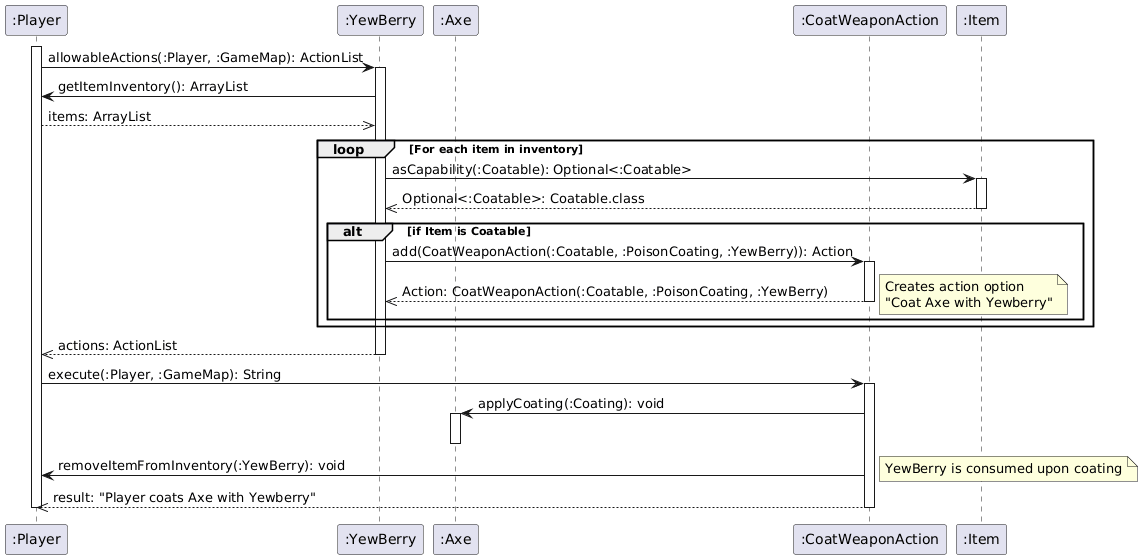 :Player :YewBerry :Axe :CoatWeaponAction :Item
allowableActions(:Player, :GameMap): ActionList
getItemInventory(): ArrayList
items: ArrayList
loop [For each item in inventory]
asCapability(:Coatable): Optional<:Coatable>
Optional<:Coatable>: Coatable.class
alt [if Item is Coatable]
add(CoatWeaponAction(:Coatable, :PoisonCoating, :YewBerry)): Action
Action: CoatWeaponAction(:Coatable, :PoisonCoating, :YewBerry)
Creates action option
"Coat Axe with Yewberry"
actions: ActionList
execute(:Player, :GameMap): String
applyCoating(:Coating): void
removeItemFromInventory(:YewBerry): void
YewBerry is consumed upon coating
result: "Player coats Axe with Yewberry"
:Player :YewBerry :Axe :CoatWeaponAction :Item